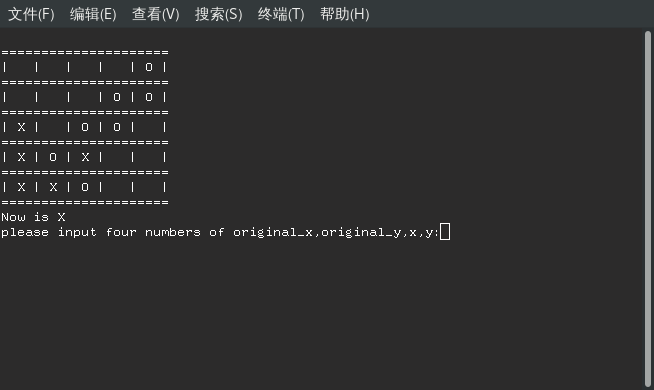 文件(F) 编辑(E) 查看(V) 搜索(S) 终端(T) 帮助(H)
=====================
|   |   |   |   | O |
=====================
|   |   |   | O | O |
=====================
| X |   | O | O |   |
=====================
| X | O | X |   |   |
=====================
| X | X | O |   |   |
=====================
Now is X
please input four numbers of original_x,original_y,x,y: